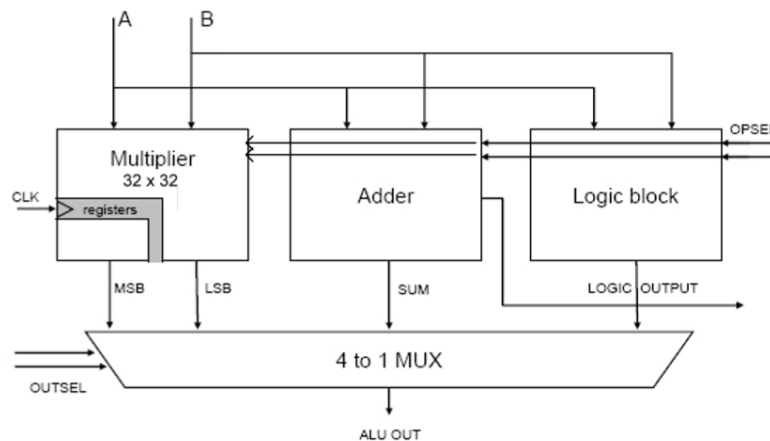 A
B
OPSEL
Multiplier
32 x 32
Adder
Logic block
CLK
registers
MSB
LSB
SUM
LOGIC OUTPUT
4 to 1 MUX
OUTSEL
ALU OUT